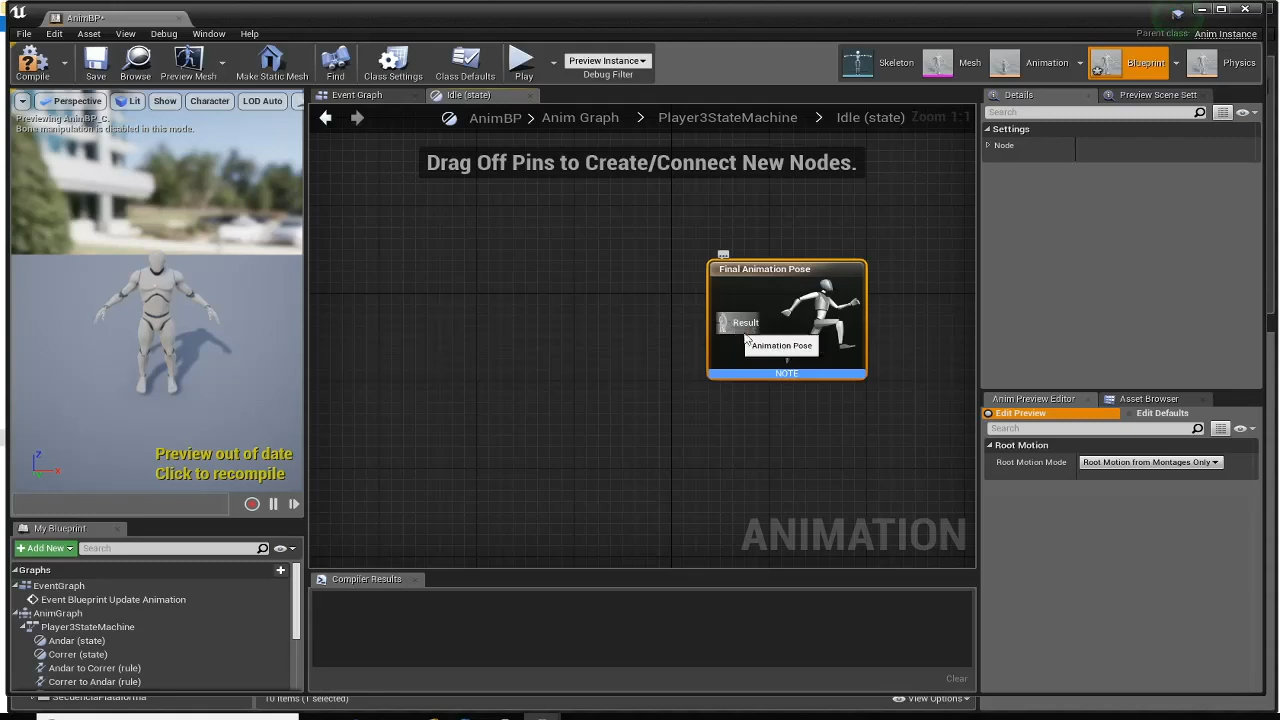 AnimBP*
File Edit Asset View Debug Window Help
Parent class: Anim Instance
Compile Save Browse Preview Mesh Make Static Mesh Find Class Settings Class Defaults Play
Preview Instance
Debug Filter
Skeleton Mesh Animation Blueprint Physics
Perspective Lit Show Character LOD Auto
Previewing AnimBP_C.
Bone manipulation is disabled in this mode.
Preview out of date
Click to recompile
Z
X
Event Graph Idle (state)
AnimBP Anim Graph Player3StateMachine Idle (state) Zoom 1:1
Drag Off Pins to Create/Connect New Nodes.
Final Animation Pose
Result
Animation Pose
NOTE
ANIMATION
Details Preview Scene Sett
Search
Settings
Node
Anim Preview Editor Asset Browser
Edit Preview Edit Defaults
Search
Root Motion
Root Motion Mode Root Motion from Montages Only
My Blueprint
Add New Search
Graphs
EventGraph
Event Blueprint Update Animation
AnimGraph
Player3StateMachine
Andar (state)
Correr (state)
Andar to Correr (rule)
Correr to Andar (rule)
Compiler Results
Clear
SecuenciaPlataforma
10 items (1 selected)
View Options